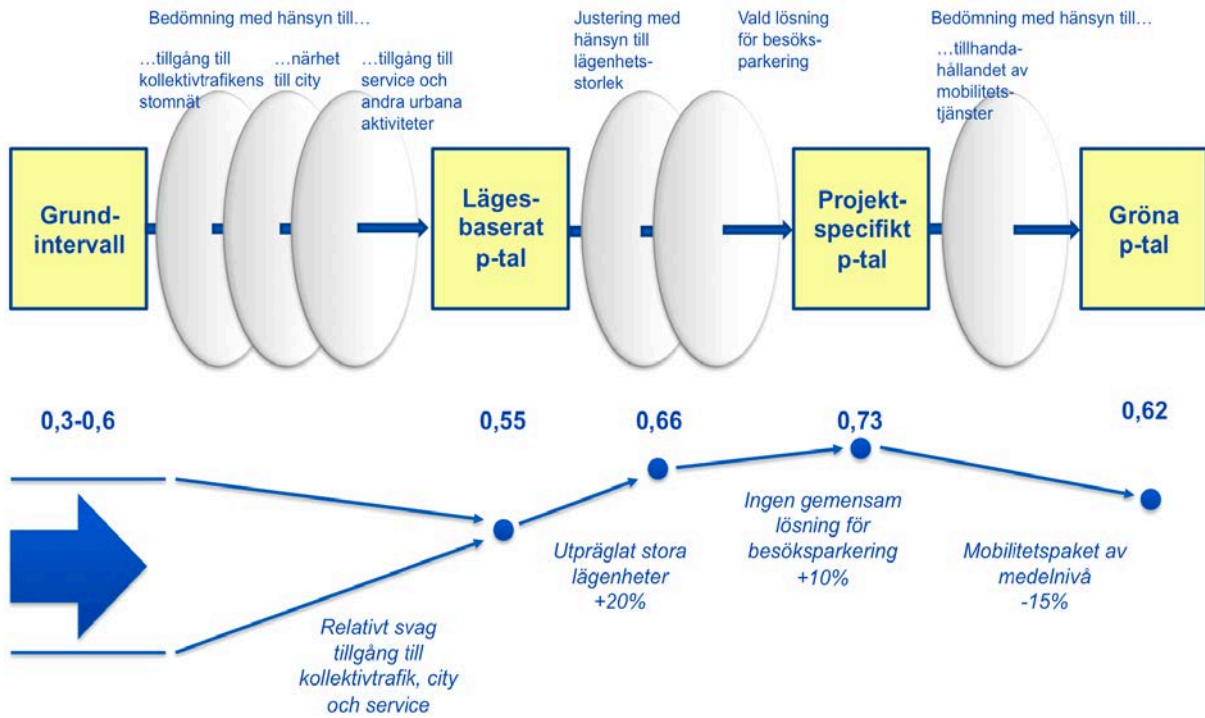 Bedömning med hänsyn till…
…tillgång till
kollektivtrafikens
stomnät
…närhet
till city
…tillgång till
service och
andra urbana
aktiviteter
Justering med
hänsyn till
lägenhets-
storlek
Vald lösning
för besöks-
parkering
Bedömning med hänsyn till…
…tillhanda-
hållandet av
mobilitets-
tjänster
Grund-
intervall
Läges-
baserat
p-tal
Projekt-
specifikt
p-tal
Gröna
p-tal
0,3-0,6
0,55
0,66
0,73
0,62
Relativt svag
tillgång till
kollektivtrafik, city
och service
Utpräglat stora
lägenheter
+20%
Ingen gemensam
lösning för
besöksparkering
+10%
Mobilitetspaket av
medelnivå
-15%